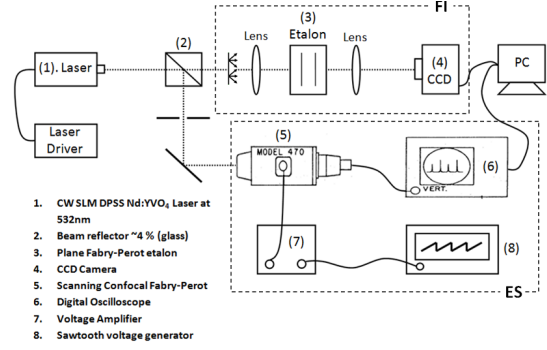 FI
(3)
Etalon
Lens
Lens
(2)
(1). Laser
(4)
CCD
PC
Laser
Driver
(5)
MODEL 470
(6)
VERT.
(7)
(8)
ES
1. CW SLM DPSS Nd:YVO₄ Laser at
532nm
2. Beam reflector ~4 % (glass)
3. Plane Fabry-Perot etalon
4. CCD Camera
5. Scanning Confocal Fabry-Perot
6. Digital Oscilloscope
7. Voltage Amplifier
8. Sawtooth voltage generator